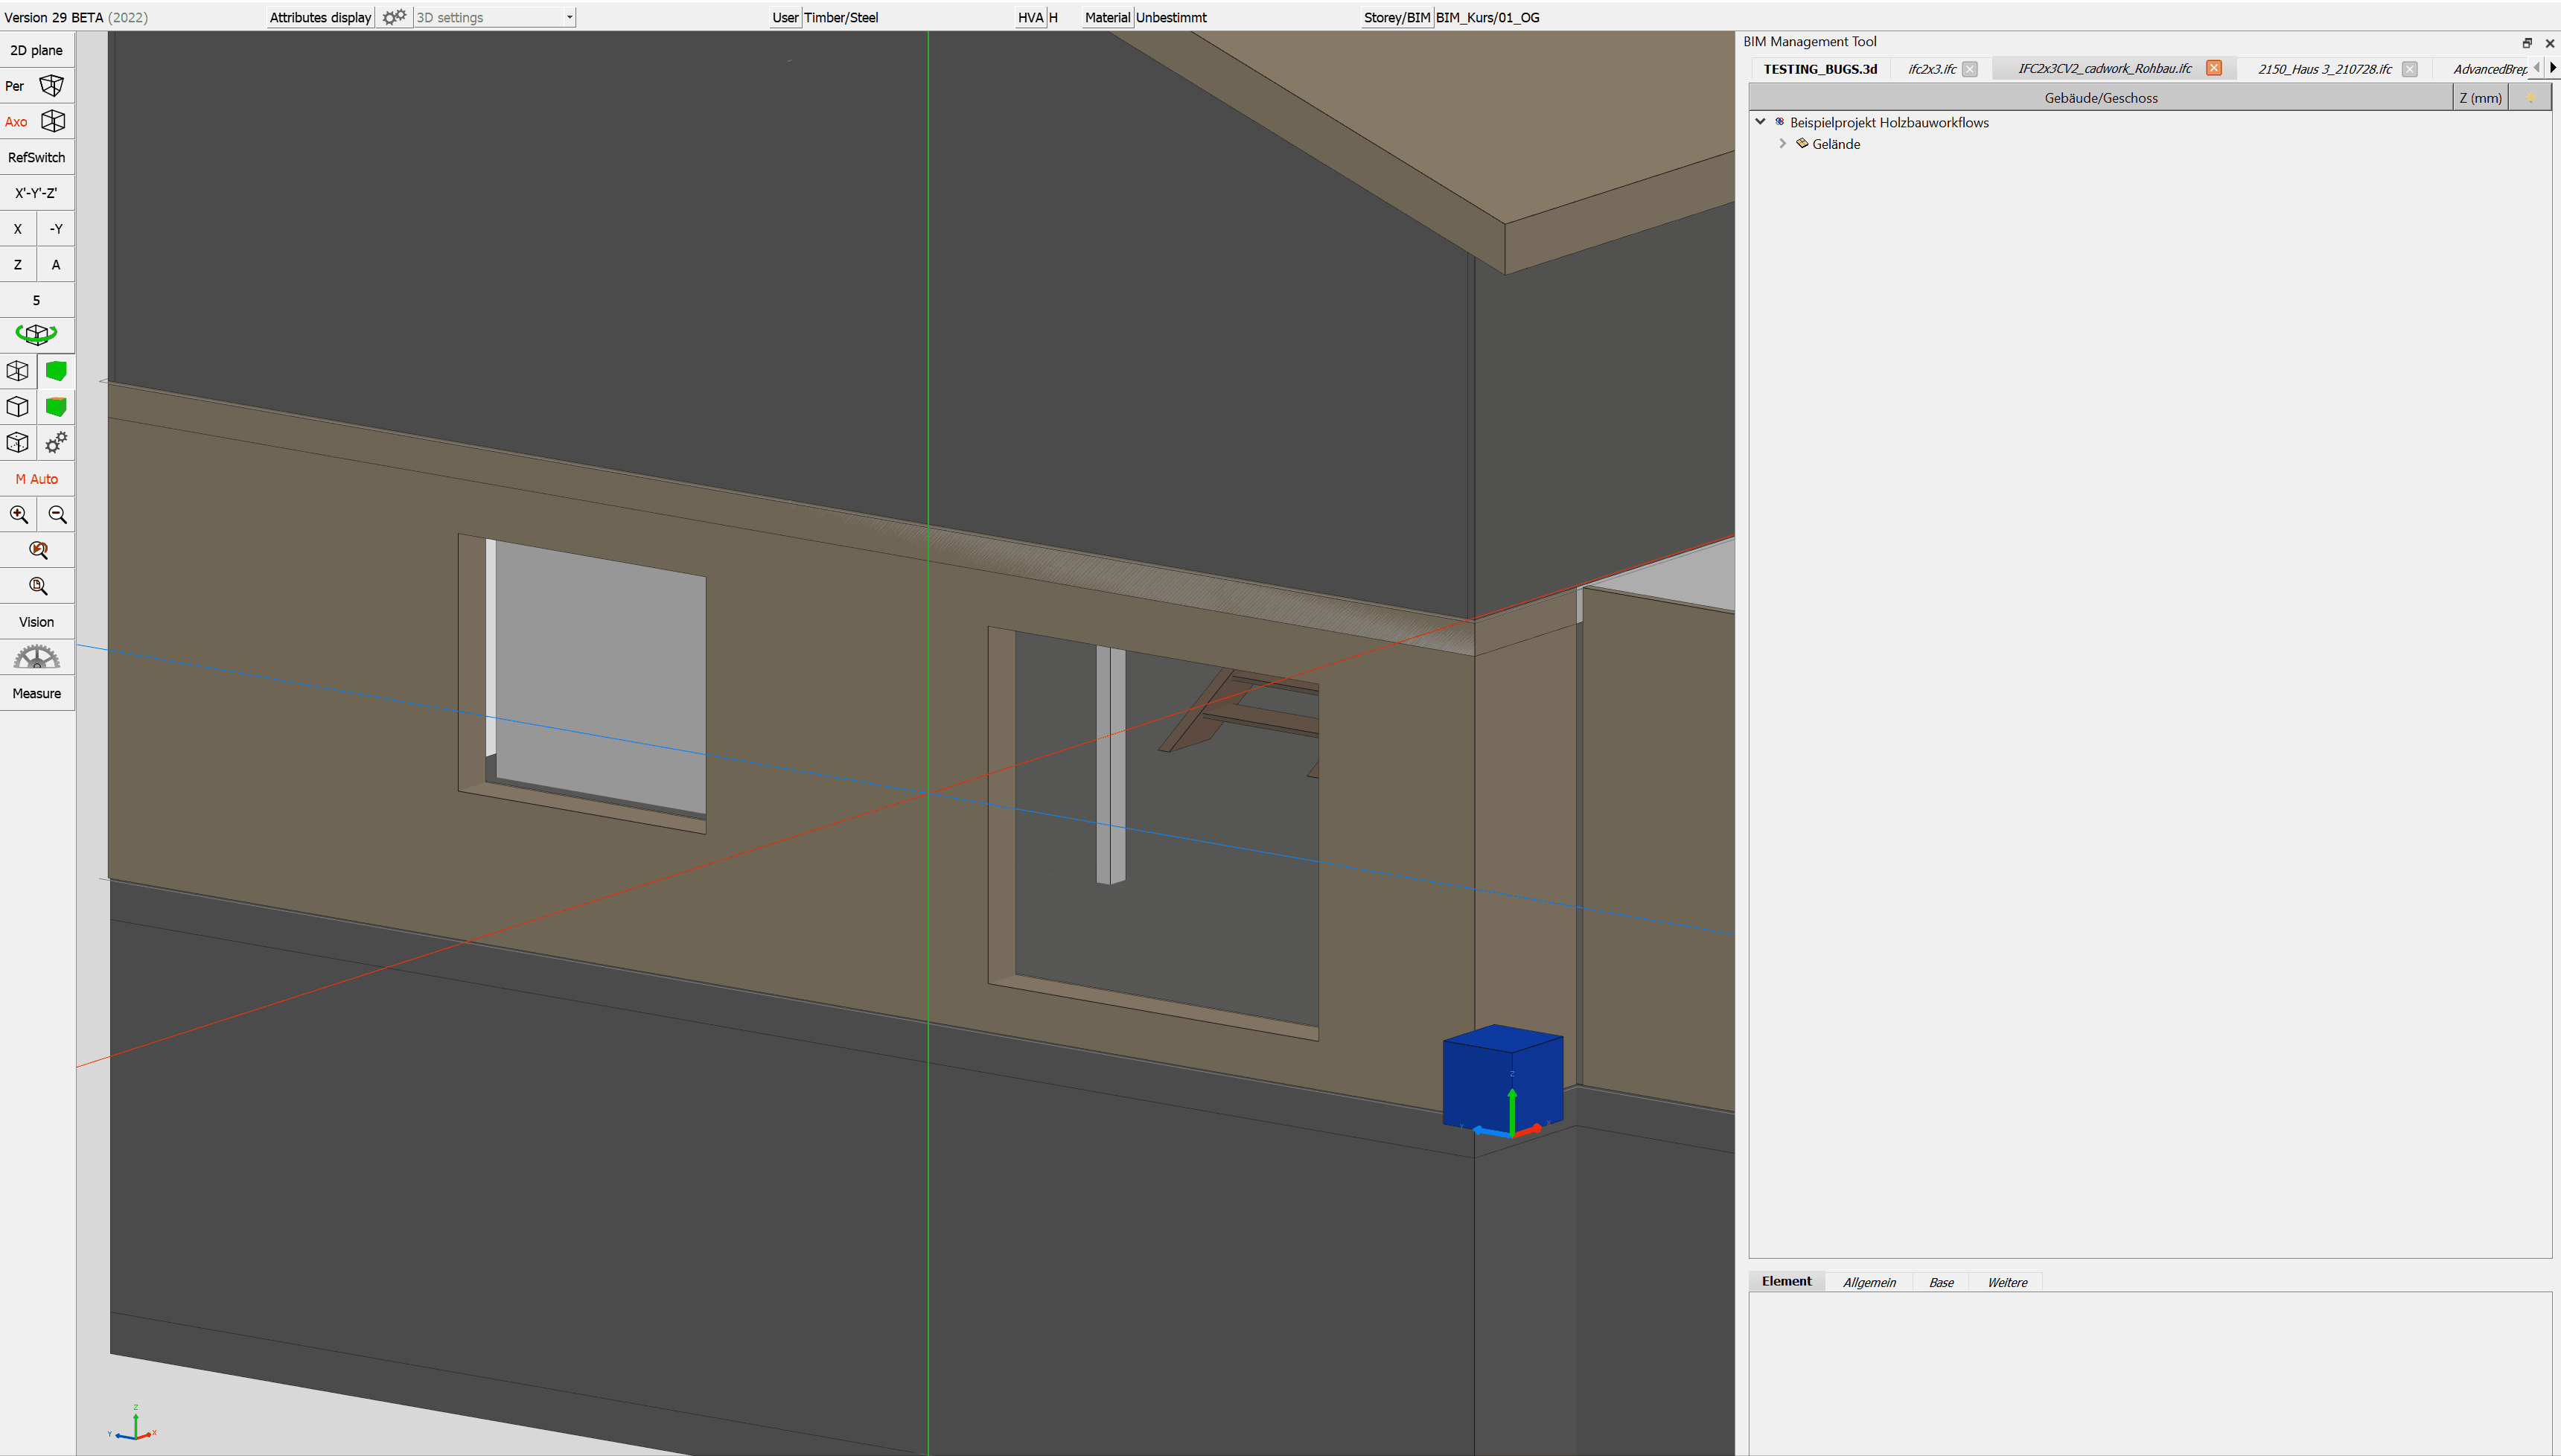 Version 29 BETA (2022) Attributes display 3D settings User Timber/Steel HVA H Material Unbestimmt Storey/BIM BIM_Kurs/01_OG
2D plane
Per
Axo
RefSwitch
X'-Y'-Z'
X -Y
Z A
5
M Auto
Vision
Measure
Z
Y X
Z
Y X
BIM Management Tool
TESTING_BUGS.3d ifc2x3.ifc IFC2x3CV2_cadwork_Rohbau.ifc 2150_Haus 3_210728.ifc AdvancedBrep
Gebäude/Geschoss Z (mm)
Beispielprojekt Holzbauworkflows
Gelände
Element Allgemein Base Weitere